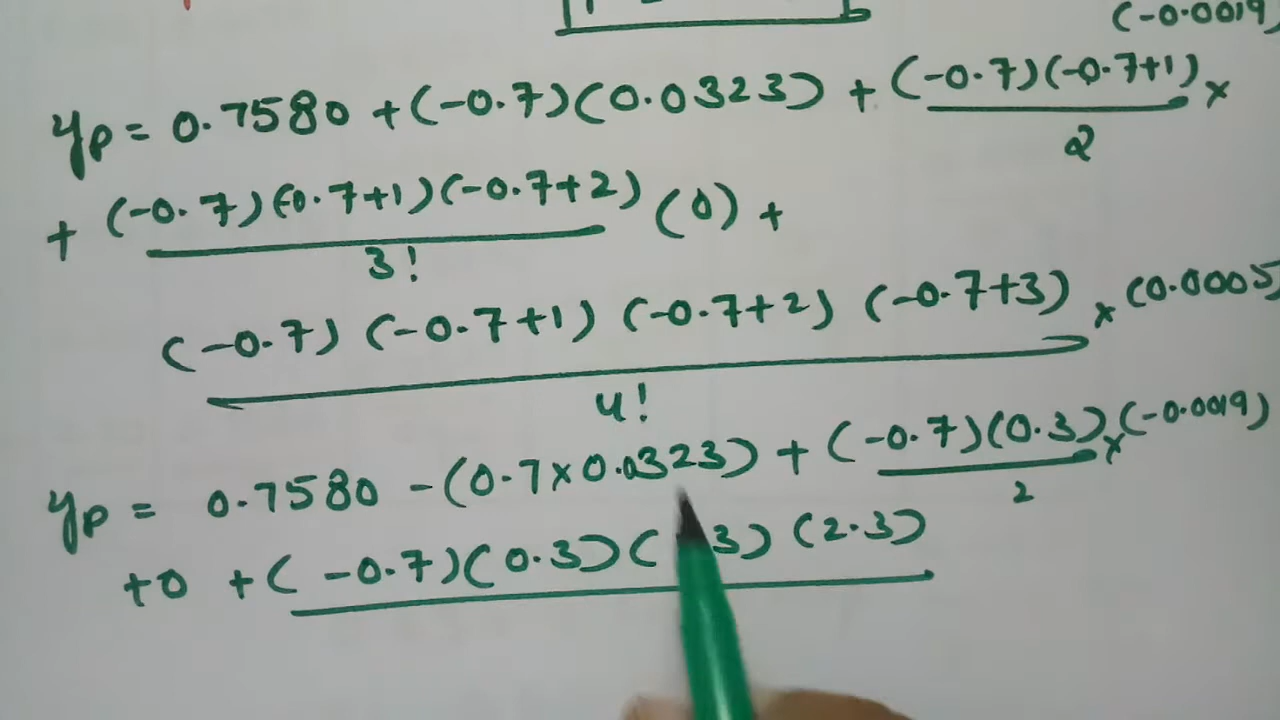 (-0.0019)
yp = 0.7580 + (-0.7)(0.0323) + (-0.7)(-0.7+1) x
2
+ (-0.7)(-0.7+1)(-0.7+2) (0) +
3!
(-0.7) (-0.7+1) (-0.7+2) (-0.7+3) x (0.0005
4!
yp = 0.7580 - (0.7x0.0323) + (-0.7)(0.3) x (-0.0019)
2
+0 + (-0.7)(0.3)( .3) (2.3)